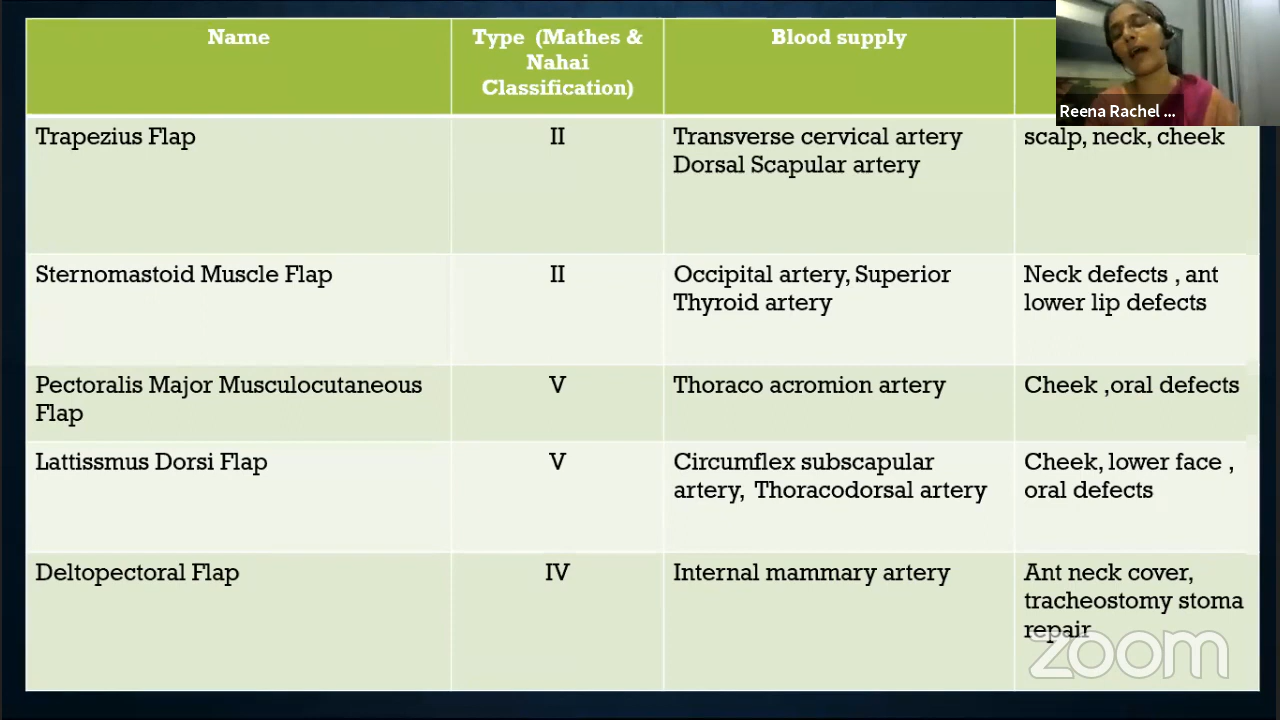 Name
Type (Mathes &
Nahai
Classification)
Blood supply
Reena Rachel ...
Trapezius Flap
II
Transverse cervical artery
Dorsal Scapular artery
scalp, neck, cheek
Sternomastoid Muscle Flap
II
Occipital artery, Superior
Thyroid artery
Neck defects , ant
lower lip defects
Pectoralis Major Musculocutaneous
Flap
V
Thoraco acromion artery
Cheek ,oral defects
Lattissmus Dorsi Flap
V
Circumflex subscapular
artery, Thoracodorsal artery
Cheek, lower face ,
oral defects
Deltopectoral Flap
IV
Internal mammary artery
Ant neck cover,
tracheostomy stoma
repair
zoom